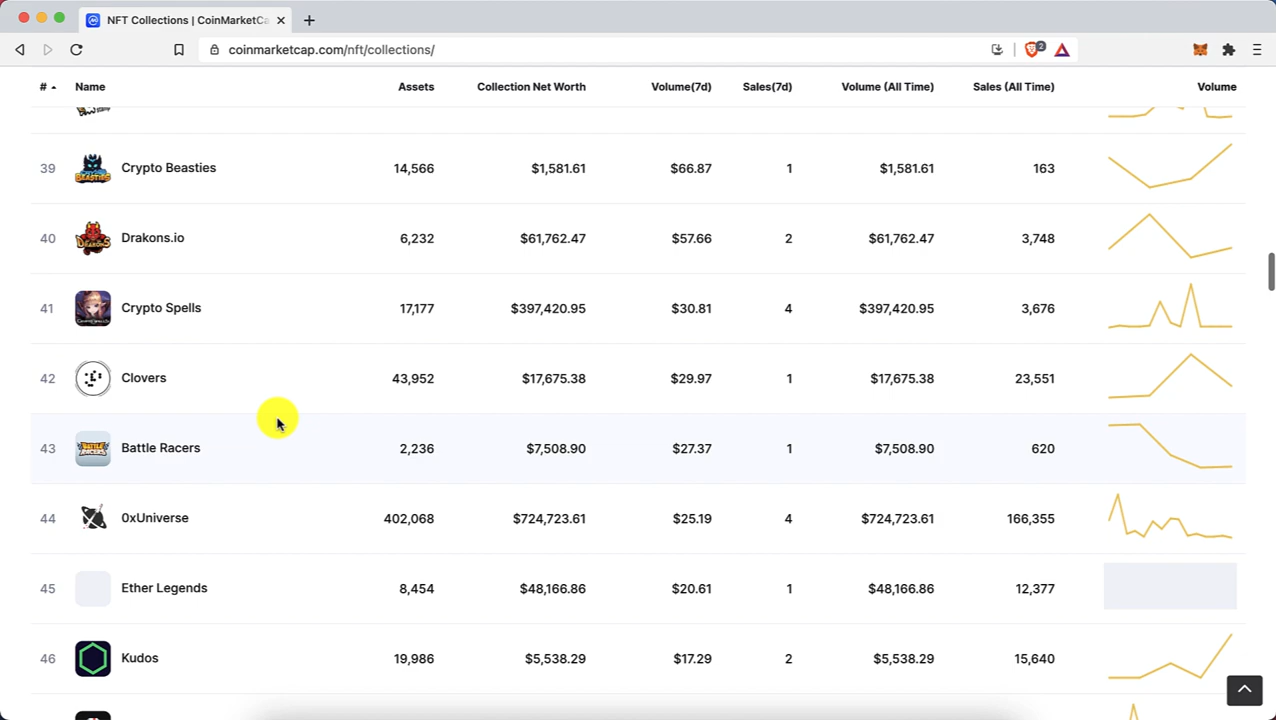 NFT Collections | CoinMarketCa
coinmarketcap.com/nft/collections/
2
# Name Assets Collection Net Worth Volume(7d) Sales(7d) Volume (All Time) Sales (All Time) Volume
39 Crypto Beasties 14,566 $1,581.61 $66.87 1 $1,581.61 163
40 Drakons.io 6,232 $61,762.47 $57.66 2 $61,762.47 3,748
41 Crypto Spells 17,177 $397,420.95 $30.81 4 $397,420.95 3,676
42 Clovers 43,952 $17,675.38 $29.97 1 $17,675.38 23,551
43 Battle Racers 2,236 $7,508.90 $27.37 1 $7,508.90 620
44 0xUniverse 402,068 $724,723.61 $25.19 4 $724,723.61 166,355
45 Ether Legends 8,454 $48,166.86 $20.61 1 $48,166.86 12,377
46 Kudos 19,986 $5,538.29 $17.29 2 $5,538.29 15,640